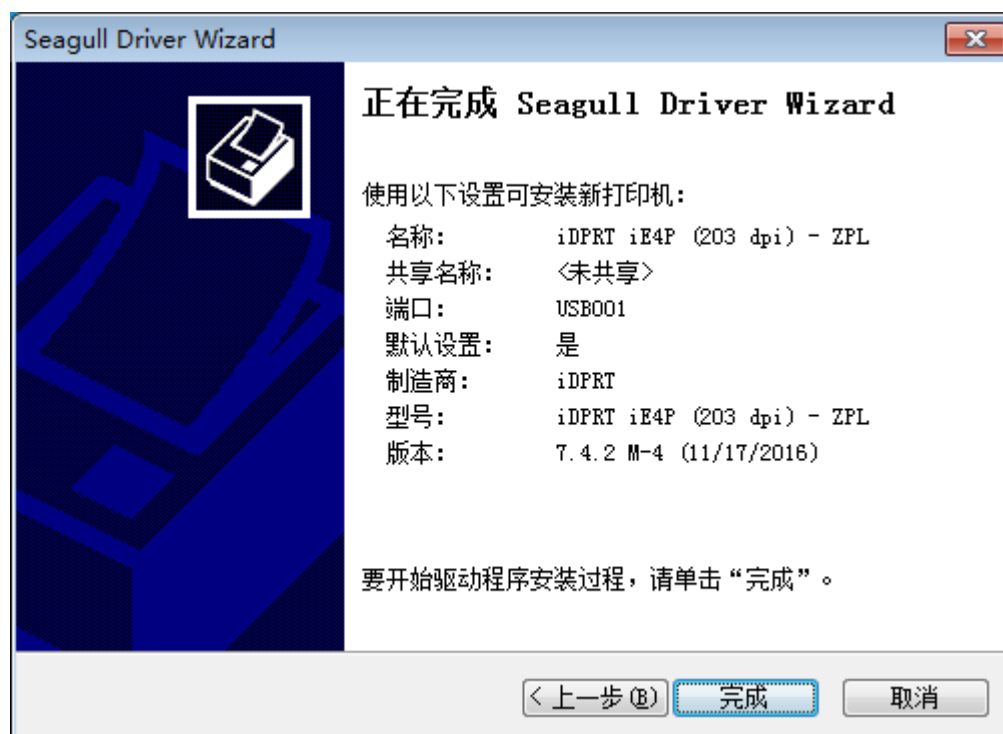 Seagull Driver Wizard
正在完成 Seagull Driver Wizard
使用以下设置可安装新打印机：
名称： iDPRT iE4P (203 dpi) - ZPL
共享名称： <未共享>
端口： USB001
默认设置： 是
制造商： iDPRT
型号： iDPRT iE4P (203 dpi) - ZPL
版本： 7.4.2 M-4 (11/17/2016)
要开始驱动程序安装过程，请单击“完成”。
< 上一步(B) 完成 取消